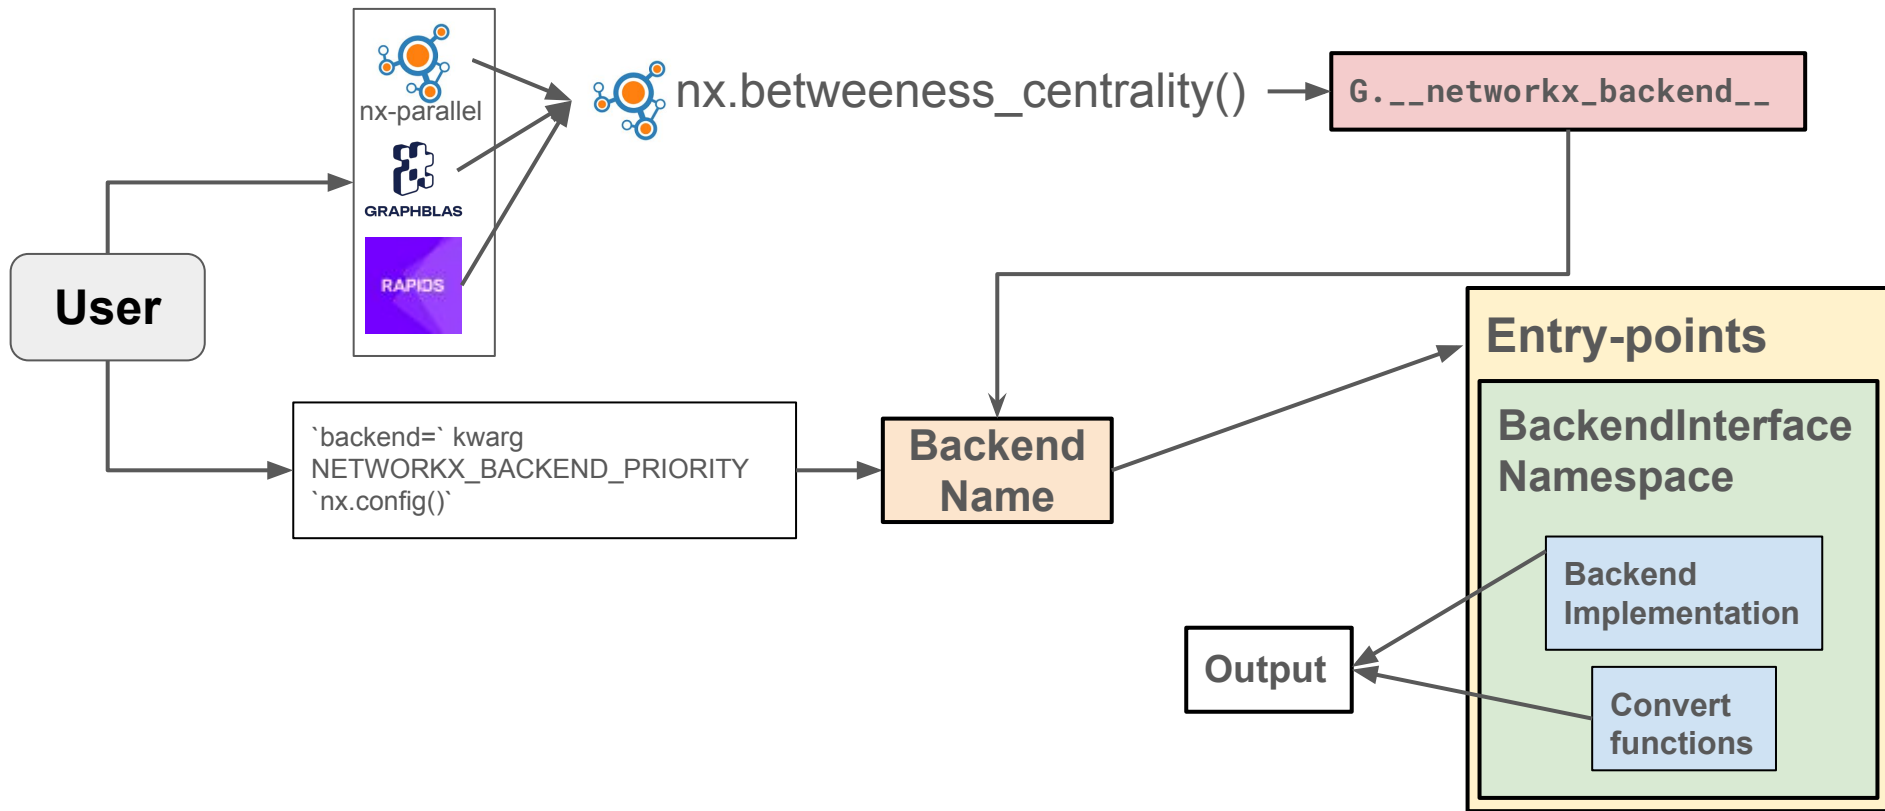 nx-parallel
GRAPHBLAS
RAPIDS
nx.betweeness_centrality()
G.__networkx_backend__
User
`backend=` kwarg
NETWORKX_BACKEND_PRIORITY
`nx.config()`
Backend
Name
Entry-points
BackendInterface
Namespace
Backend
Implementation
Convert
functions
Output